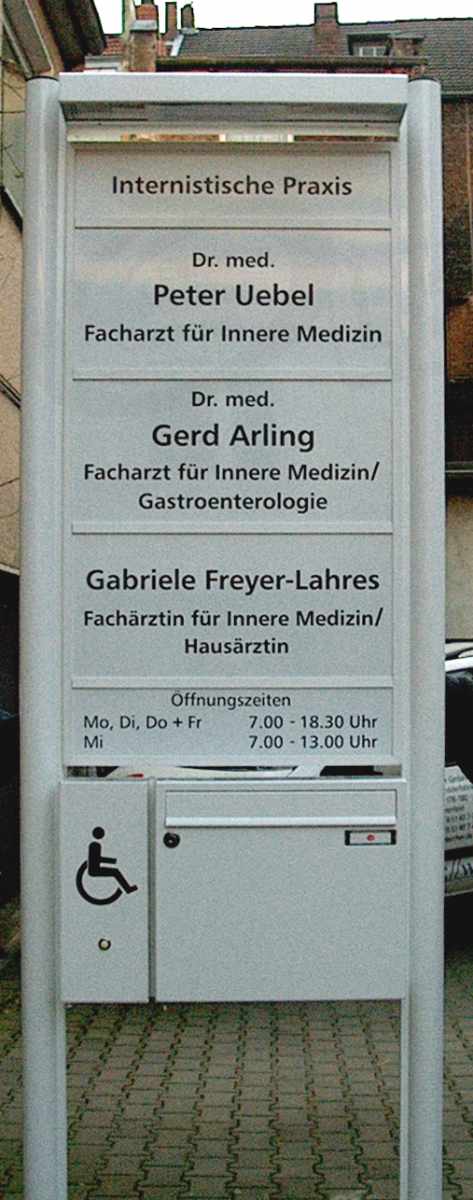 Internistische Praxis
Dr. med.
Peter Uebel
Facharzt für Innere Medizin
Dr. med.
Gerd Arling
Facharzt für Innere Medizin/
Gastroenterologie
Gabriele Freyer-Lahres
Fachärztin für Innere Medizin/
Hausärztin
Öffnungszeiten
Mo, Di, Do + Fr 7.00 - 18.30 Uhr
Mi 7.00 - 13.00 Uhr